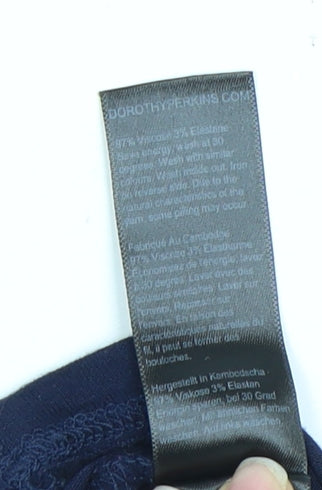 DOROTHYPERKINS.COM
97% Viscose 3% Elastane
Save energy, wash at 30
degrees. Wash with similar
colours. Wash inside out. Iron
on reverse side. Due to the
natural characteristics of the
yarn, some pilling may occur.
Fabriqué Au Cambodge
97% Viscose 3% Elasthanne
Économisez de l'énergie, lavez
à 30 degrés. Laver avec des
couleurs similaires. Laver sur
l'envers. Repasser sur
l'envers. En raison des
caractéristiques naturelles du
fil, il peut se former des
bouloches.
Hergestellt in Kambodscha
97% Viskose 3% Elastan
Energie sparen, bei 30 Grad
waschen. Mit ähnlichen Farben
waschen. Auf links waschen